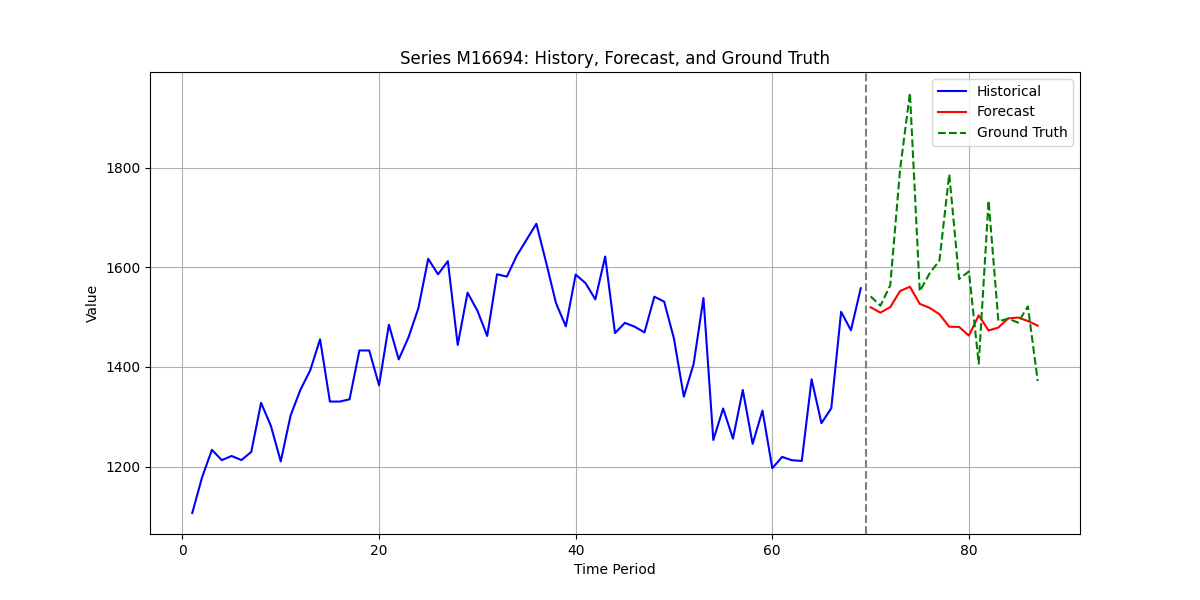 Series M16694: History, Forecast, and Ground Truth
Historical
Forecast
Ground Truth
Value
1800
1600
1400
1200
0 20 40 60 80
Time Period